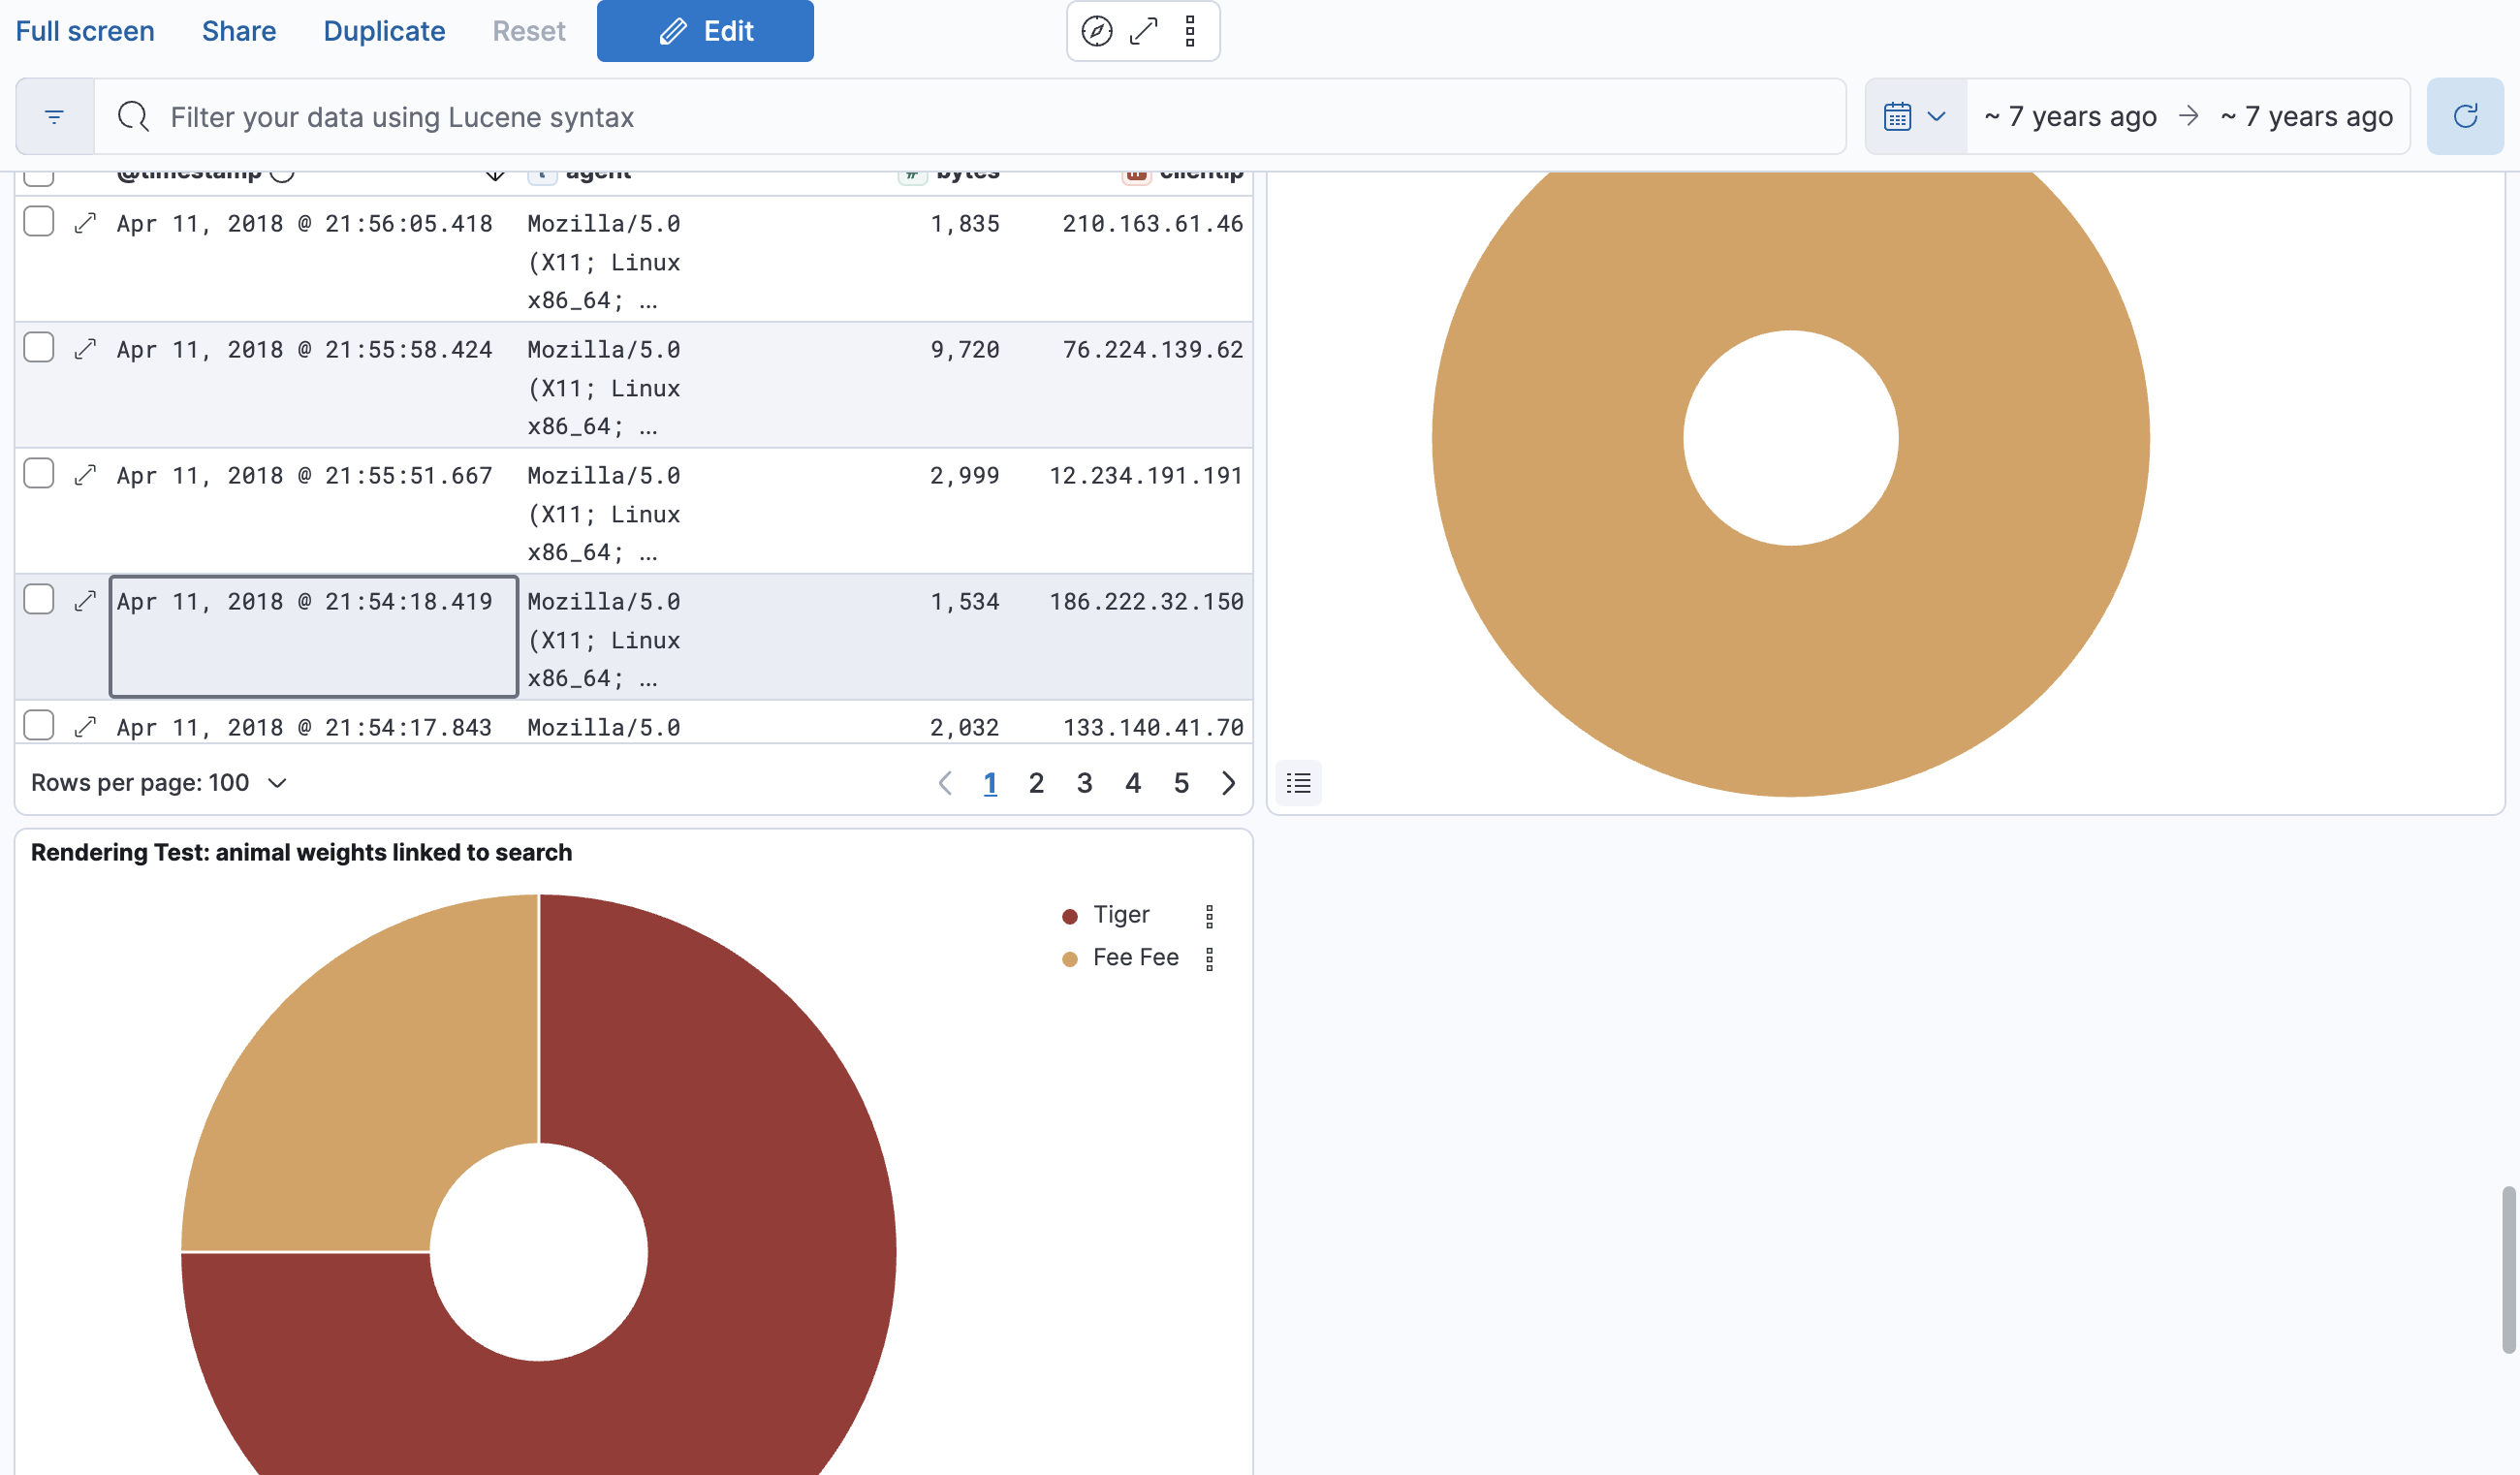 Full screen Share Duplicate Reset Edit
Filter your data using Lucene syntax ~ 7 years ago → ~ 7 years ago
@timestamp agent # bytes clientip
Apr 11, 2018 @ 21:56:05.418 Mozilla/5.0 1,835 210.163.61.46
(X11; Linux
x86_64; …
Apr 11, 2018 @ 21:55:58.424 Mozilla/5.0 9,720 76.224.139.62
(X11; Linux
x86_64; …
Apr 11, 2018 @ 21:55:51.667 Mozilla/5.0 2,999 12.234.191.191
(X11; Linux
x86_64; …
Apr 11, 2018 @ 21:54:18.419 Mozilla/5.0 1,534 186.222.32.150
(X11; Linux
x86_64; …
Apr 11, 2018 @ 21:54:17.843 Mozilla/5.0 2,032 133.140.41.70
Rows per page: 100 1 2 3 4 5
Rendering Test: animal weights linked to search
Tiger
Fee Fee